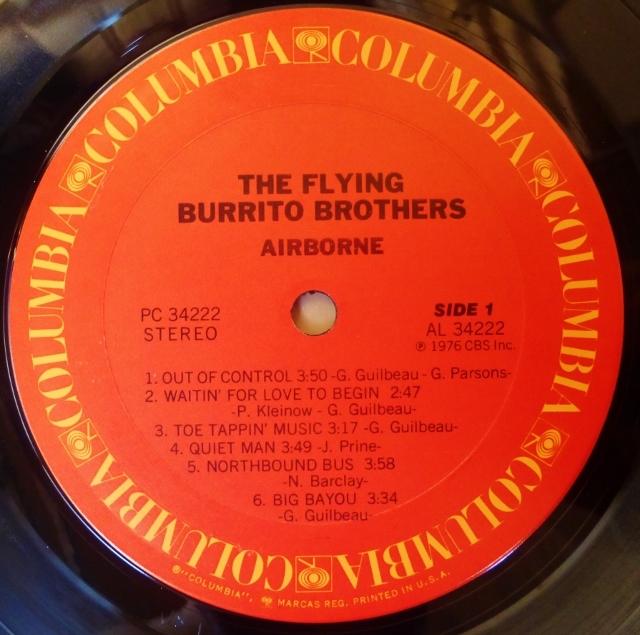 COLUMBIA COLUMBIA COLUMBIA COLUMBIA COLUMBIA COLUMBIA COLUMBIA
THE FLYING
BURRITO BROTHERS
AIRBORNE
PC 34222
STEREO
SIDE 1
AL 34222
Ⓟ 1976 CBS Inc.
1. OUT OF CONTROL 3:50 -G. Guilbeau - G. Parsons-
2. WAITIN' FOR LOVE TO BEGIN 2:47
-P. Kleinow - G. Guilbeau-
3. TOE TAPPIN' MUSIC 3:17 -G. Guilbeau-
4. QUIET MAN 3:49 -J. Prine-
5. NORTHBOUND BUS 3:58
-N. Barclay-
6. BIG BAYOU 3:34
-G. Guilbeau-
®"COLUMBIA", MARCAS REG. PRINTED IN U.S.A.